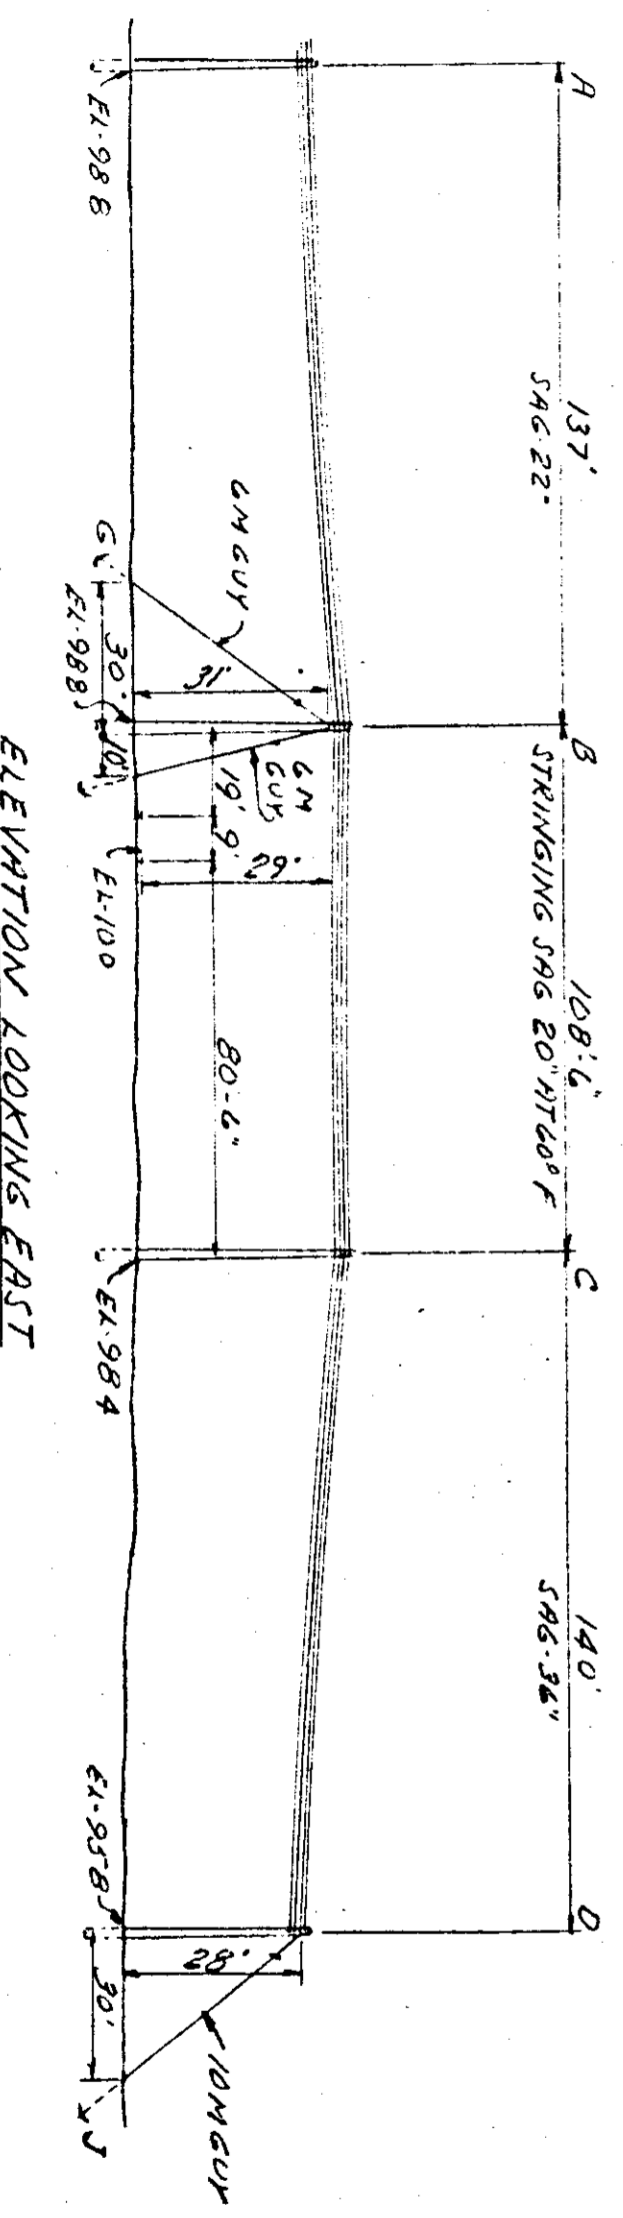 A
B
C
D
137'
108'-6"
140'
SAG-22"
STRINGING SAG 20" AT 60° F
SAG-36"
6M GUY
6M
GUY
10M GUY
31'
29'
28'
19'
9'
80'-6"
30'
10'
30'
EL-98 8
EL-98 8
EL-100
EL-98 4
EL-95 8
ELEVATION LOOKING EAST